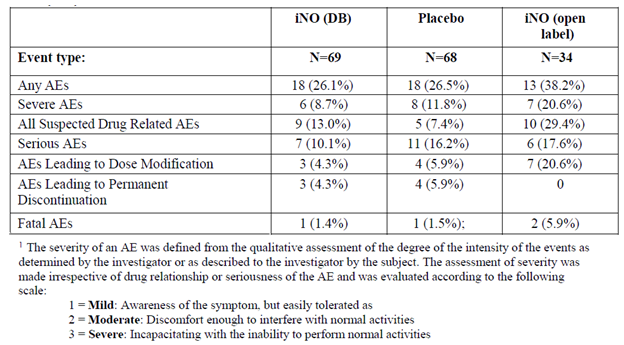 iNO (DB) Placebo iNO (open label)
Event type: N=69 N=68 N=34
Any AEs 18 (26.1%) 18 (26.5%) 13 (38.2%)
Severe AEs 6 (8.7%) 8 (11.8%) 7 (20.6%)
All Suspected Drug Related AEs 9 (13.0%) 5 (7.4%) 10 (29.4%)
Serious AEs 7 (10.1%) 11 (16.2%) 6 (17.6%)
AEs Leading to Dose Modification 3 (4.3%) 4 (5.9%) 7 (20.6%)
AEs Leading to Permanent Discontinuation 3 (4.3%) 4 (5.9%) 0
Fatal AEs 1 (1.4%) 1 (1.5%); 2 (5.9%)
1 The severity of an AE was defined from the qualitative assessment of the degree of the intensity of the events as
determined by the investigator or as described to the investigator by the subject. The assessment of severity was
made irrespective of drug relationship or seriousness of the AE and was evaluated according to the following
scale:
1 = Mild: Awareness of the symptom, but easily tolerated as
2 = Moderate: Discomfort enough to interfere with normal activities
3 = Severe: Incapacitating with the inability to perform normal activities